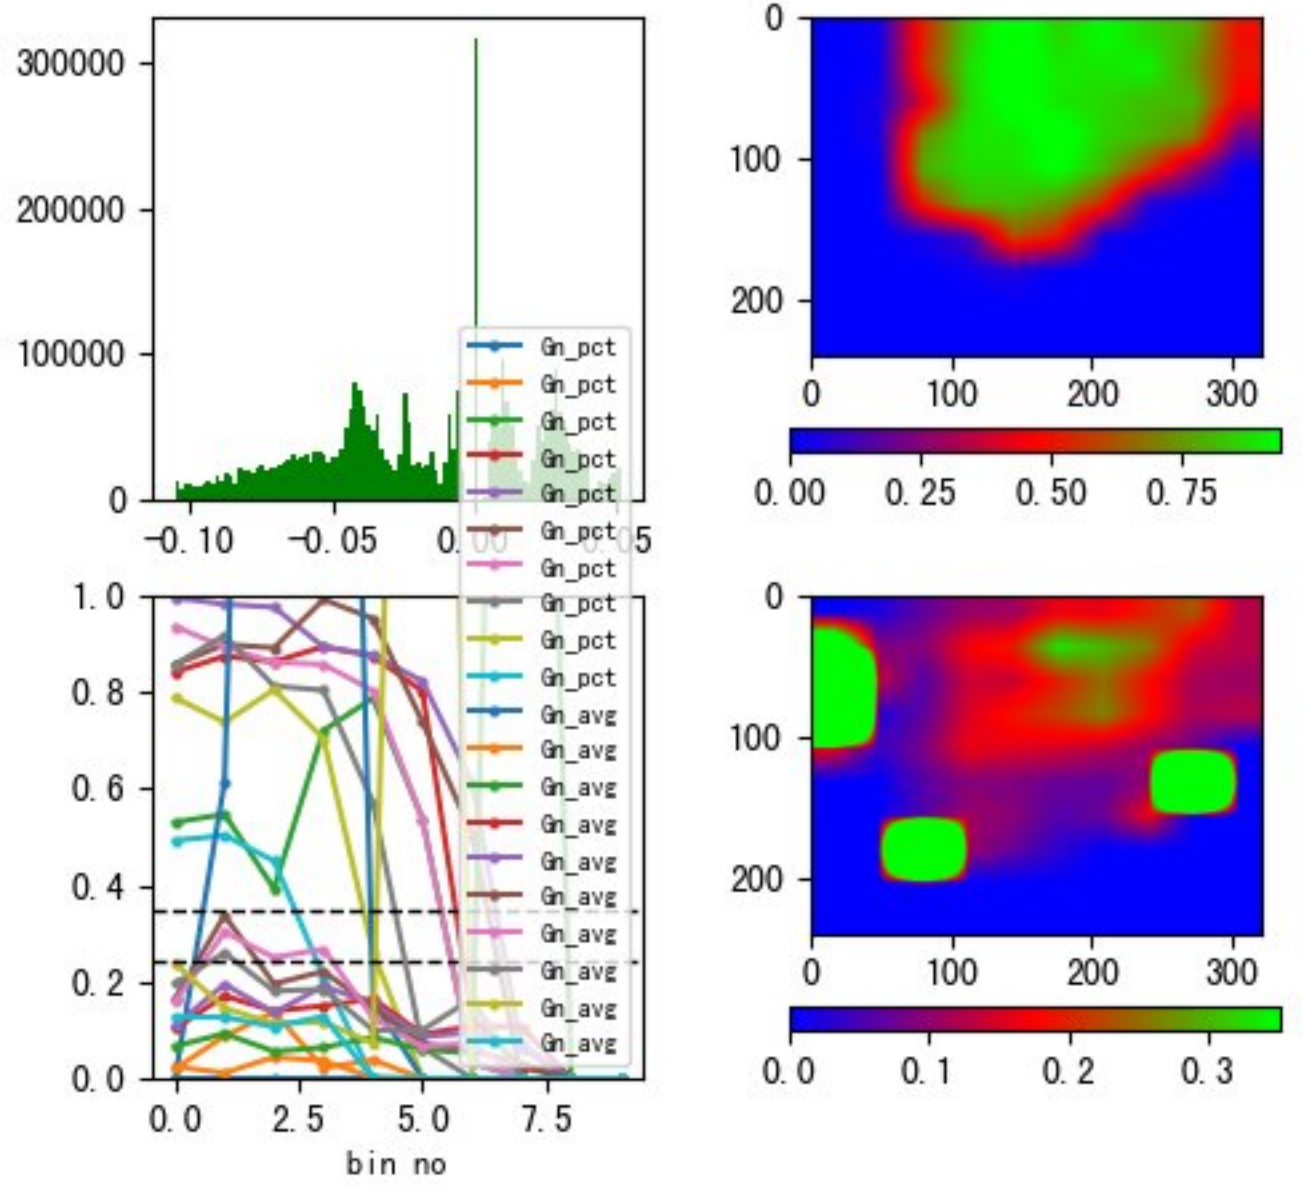 300000
200000
100000
0
-0.10 -0.05 0.00 0.05
0
100
200
0 100 200 300
0.00 0.25 0.50 0.75
Gn_pct
Gn_pct
Gn_pct
Gn_pct
Gn_pct
Gn_pct
Gn_pct
Gn_pct
Gn_pct
Gn_pct
Gn_avg
Gn_avg
Gn_avg
Gn_avg
Gn_avg
Gn_avg
Gn_avg
Gn_avg
Gn_avg
Gn_avg
1.0
0.8
0.6
0.4
0.2
0.0
0.0 2.5 5.0 7.5
bin no
0
100
200
0 100 200 300
0.0 0.1 0.2 0.3